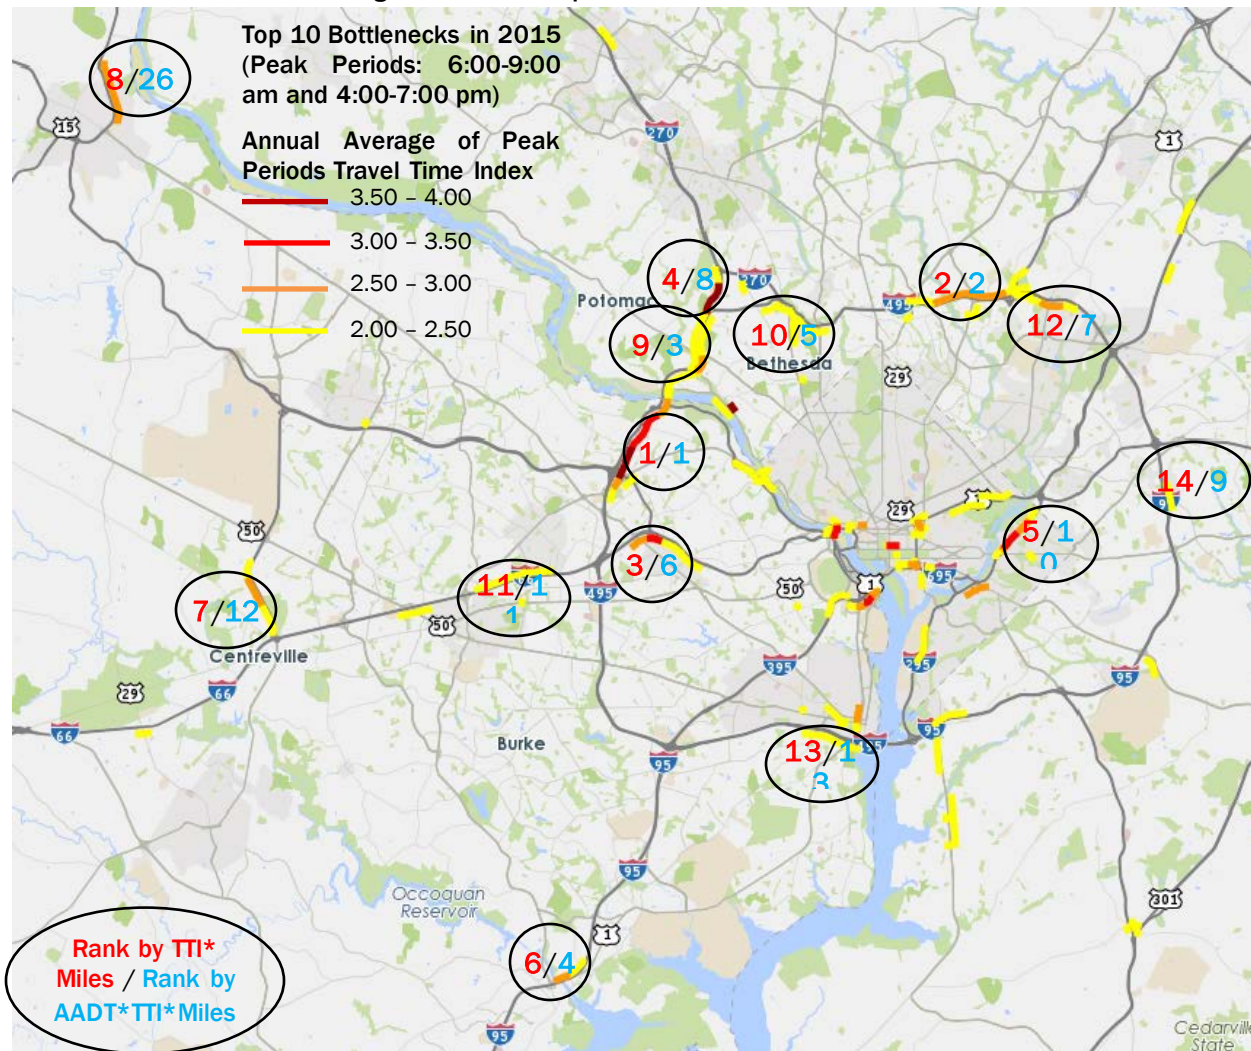 Top 10 Bottlenecks in 2015
(Peak Periods: 6:00-9:00
am and 4:00-7:00 pm)
Annual Average of Peak
Periods Travel Time Index
3.50 – 4.00
3.00 – 3.50
2.50 – 3.00
2.00 – 2.50
8/26
15
270
1
4/8
270
Potomac
2/2
495
12/7
9/3
10/5
Bethesda
29
1/1
14/9
50
29
5/1
0
3/6
11/1
1
66
495
50
1
695
7/12
50
Centreville
395
295
95
29
66
66
Burke
95
95
13/1
3
495
95
Occoquan
Reservoir
301
1
6/4
95
Rank by TTI*
Miles / Rank by
AADT*TTI*Miles
Cedarville
State